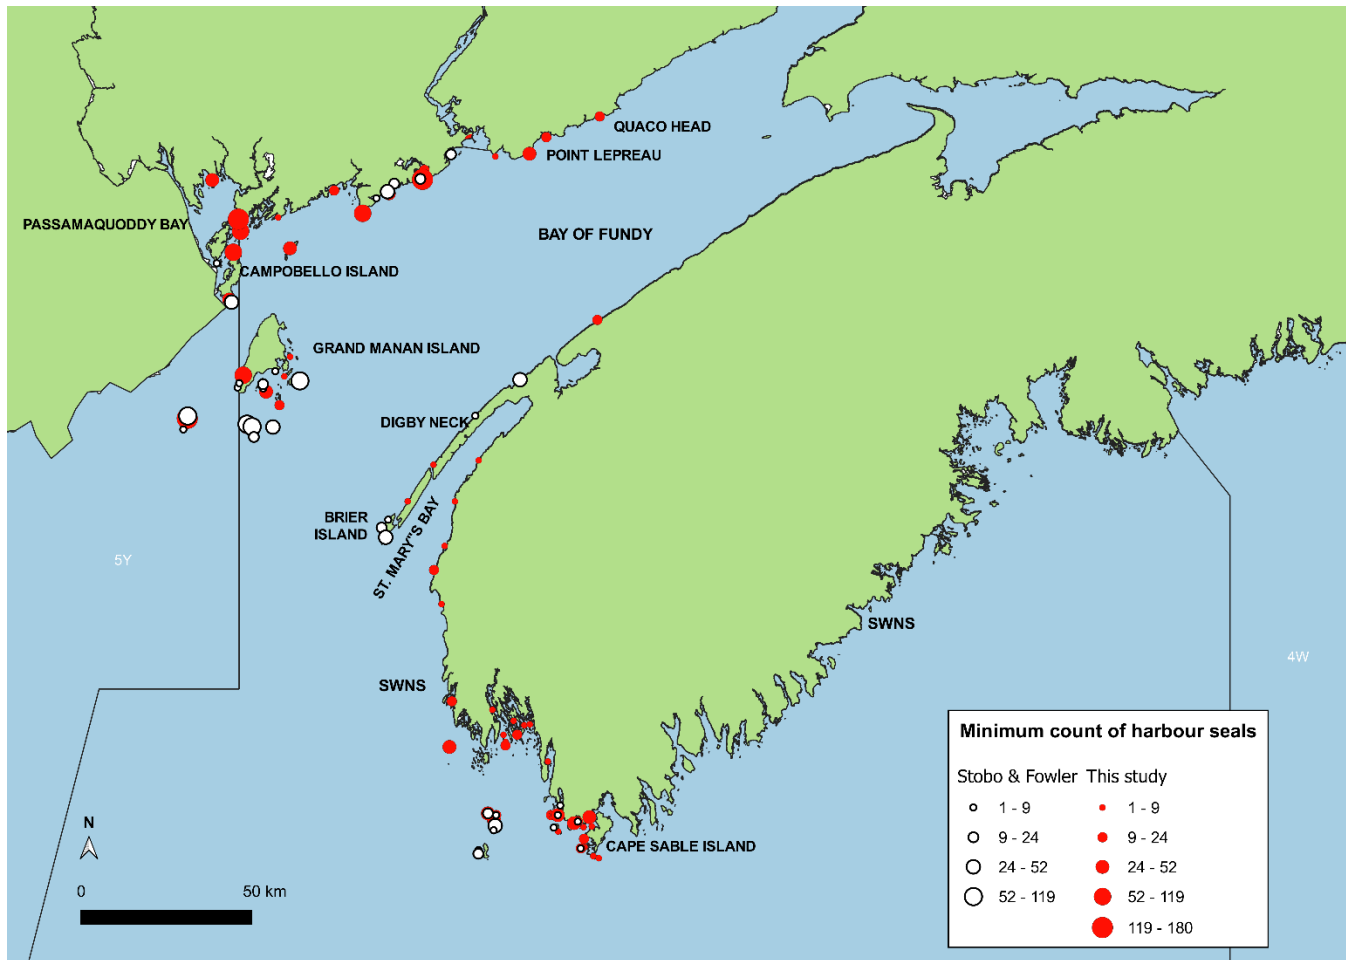 QUACO HEAD
POINT LEPREAU
PASSAMAQUODDY BAY
BAY OF FUNDY
CAMPOBELLO ISLAND
GRAND MANAN ISLAND
DIGBY NECK
BRIER
ISLAND
ST. MARY"S BAY
5Y
SWNS
SWNS
4W
CAPE SABLE ISLAND
N
0 50 km
Minimum count of harbour seals
Stobo & Fowler This study
1 - 9 1 - 9
9 - 24 9 - 24
24 - 52 24 - 52
52 - 119 52 - 119
119 - 180